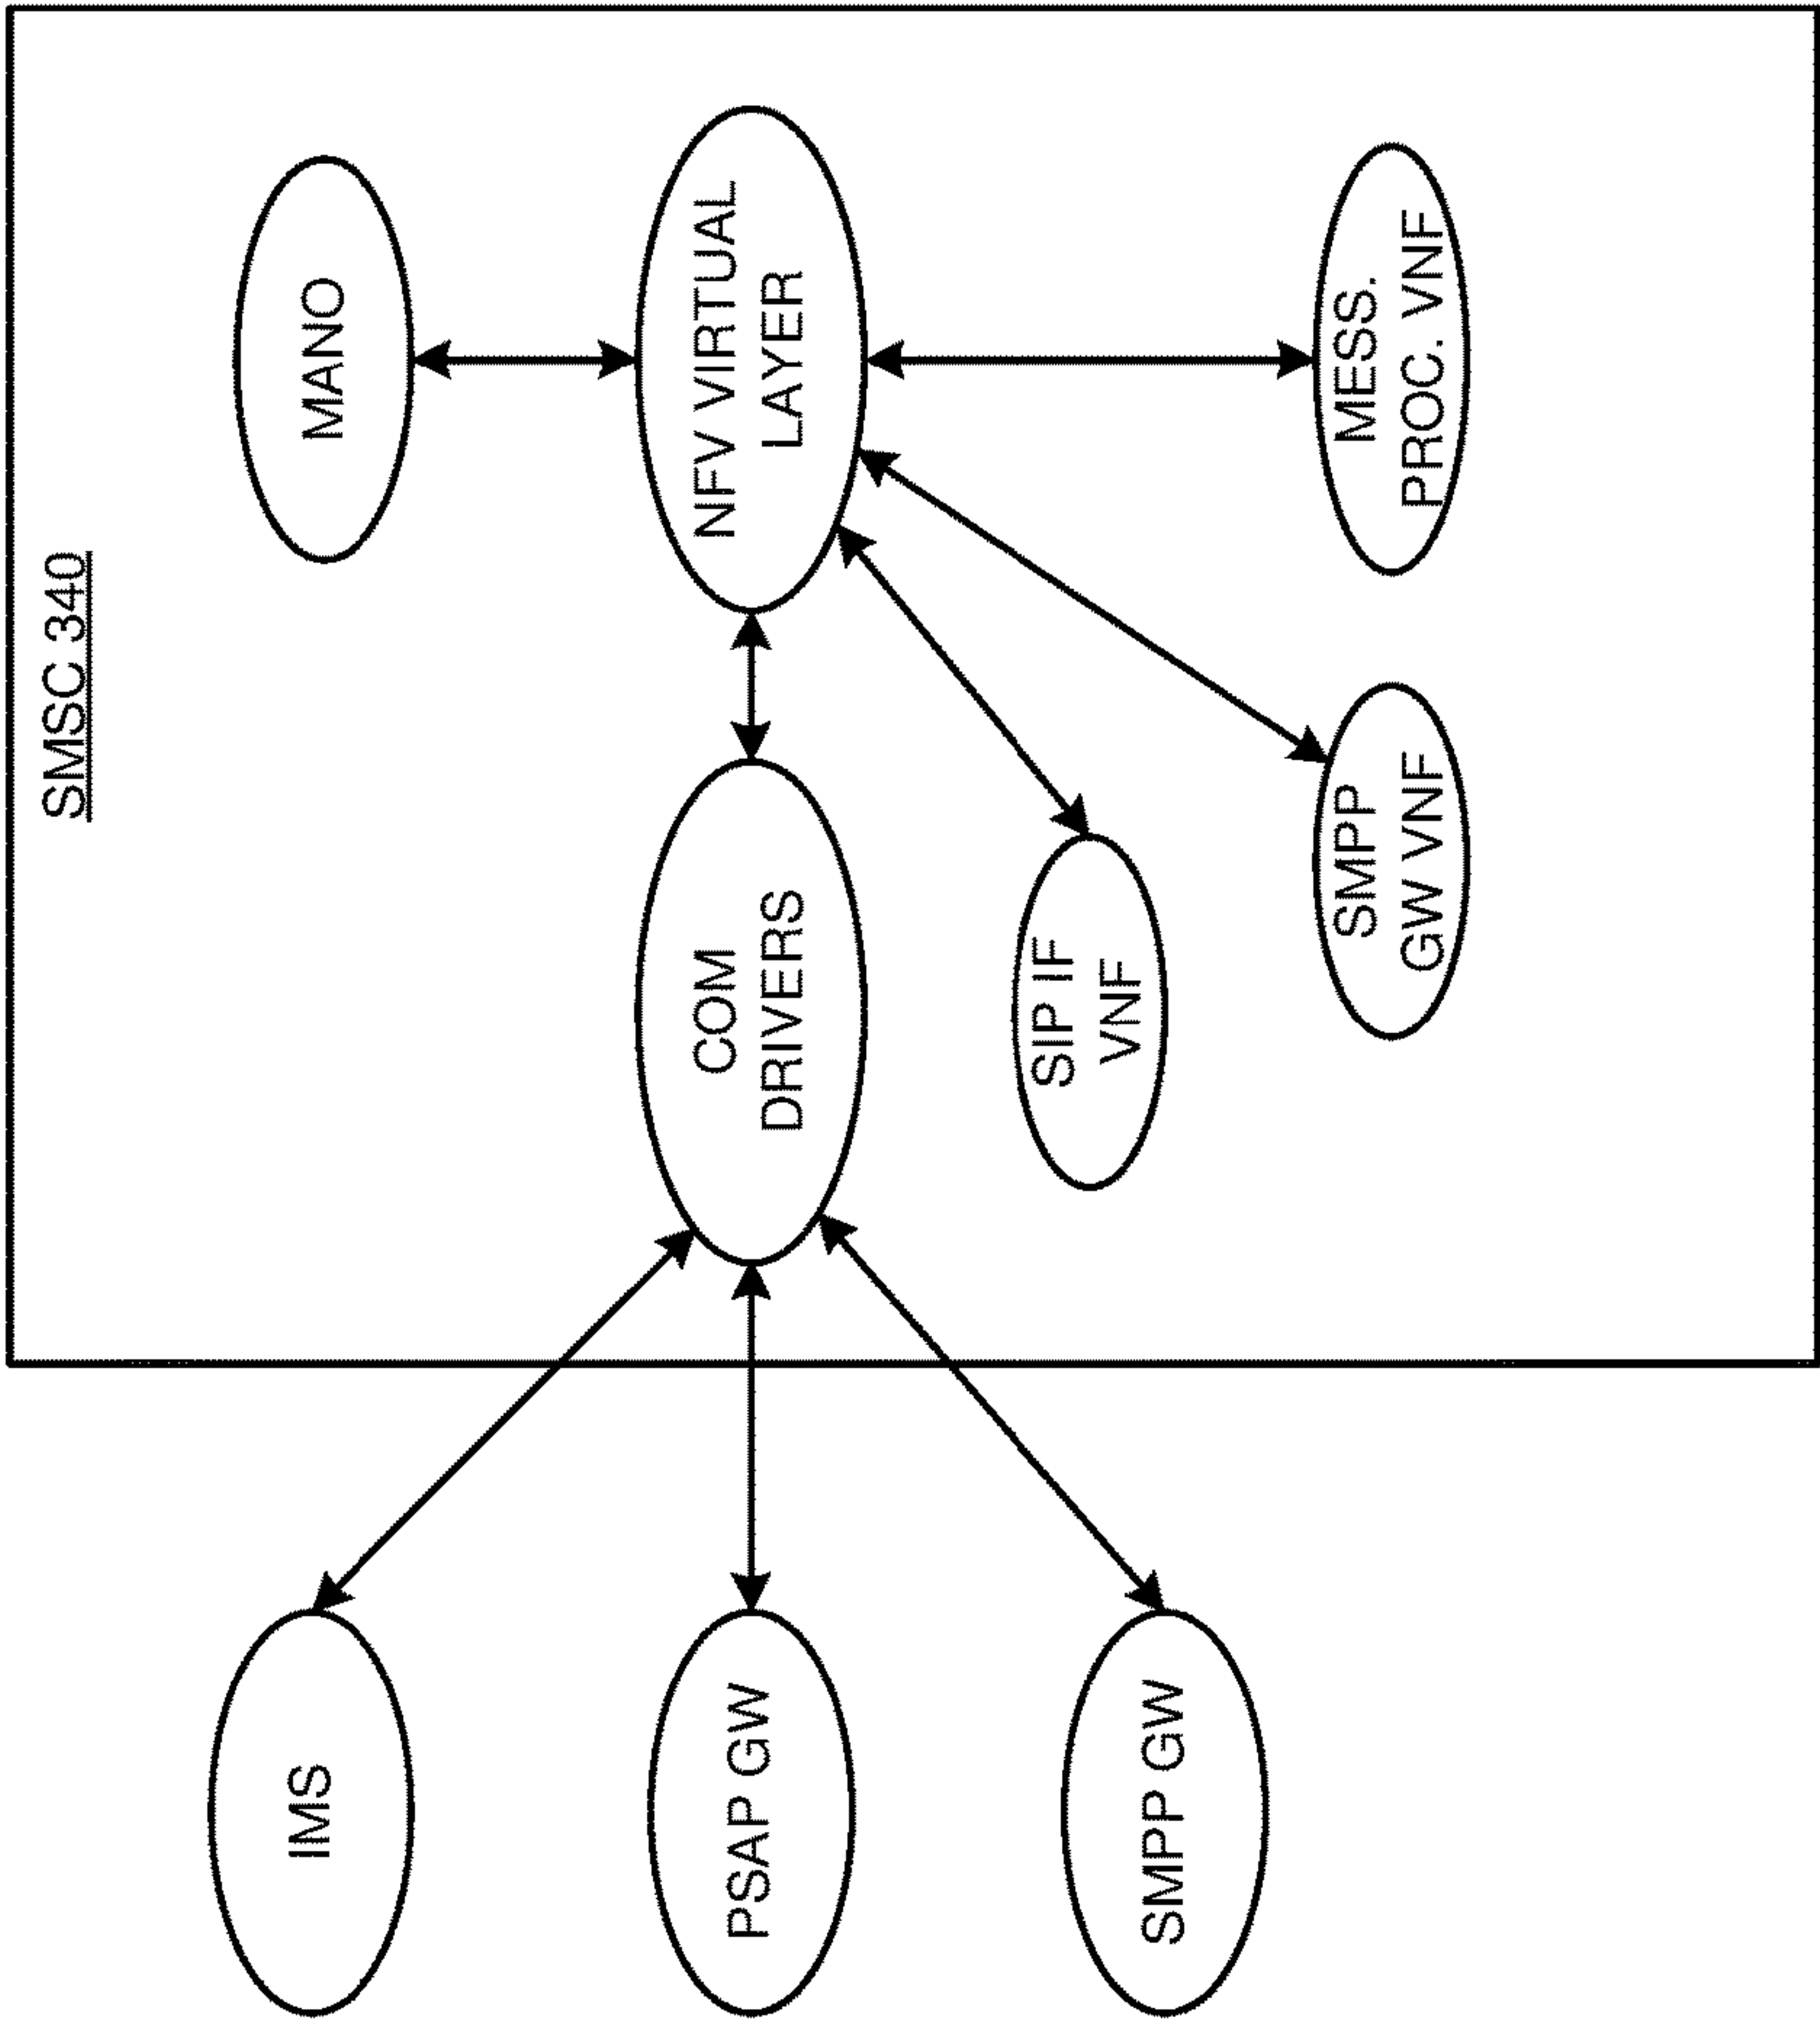 SMSC 340
IMS
MANO
PSAP GW
COM
DRIVERS
NFV VIRTUAL
LAYER
SMPP GW
SIP IF
VNF
SMPP
GW VNF
MESS.
PROC. VNF